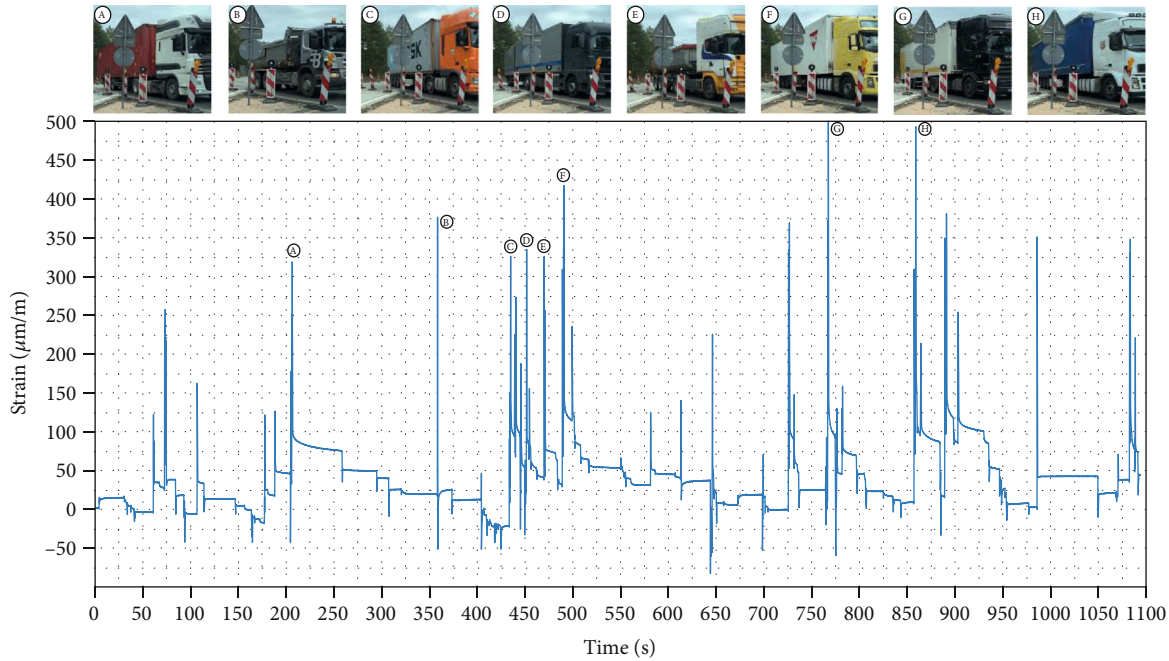 A B C D E F G H
SK
B
500
450
400
350
300
250
200
150
100
50
0
−50
Strain (μm/m)
A
B
C
D
E
F
G
H
0 50 100 150 200 250 300 350 400 450 500 550 600 650 700 750 800 850 900 950 1000 1050 1100
Time (s)